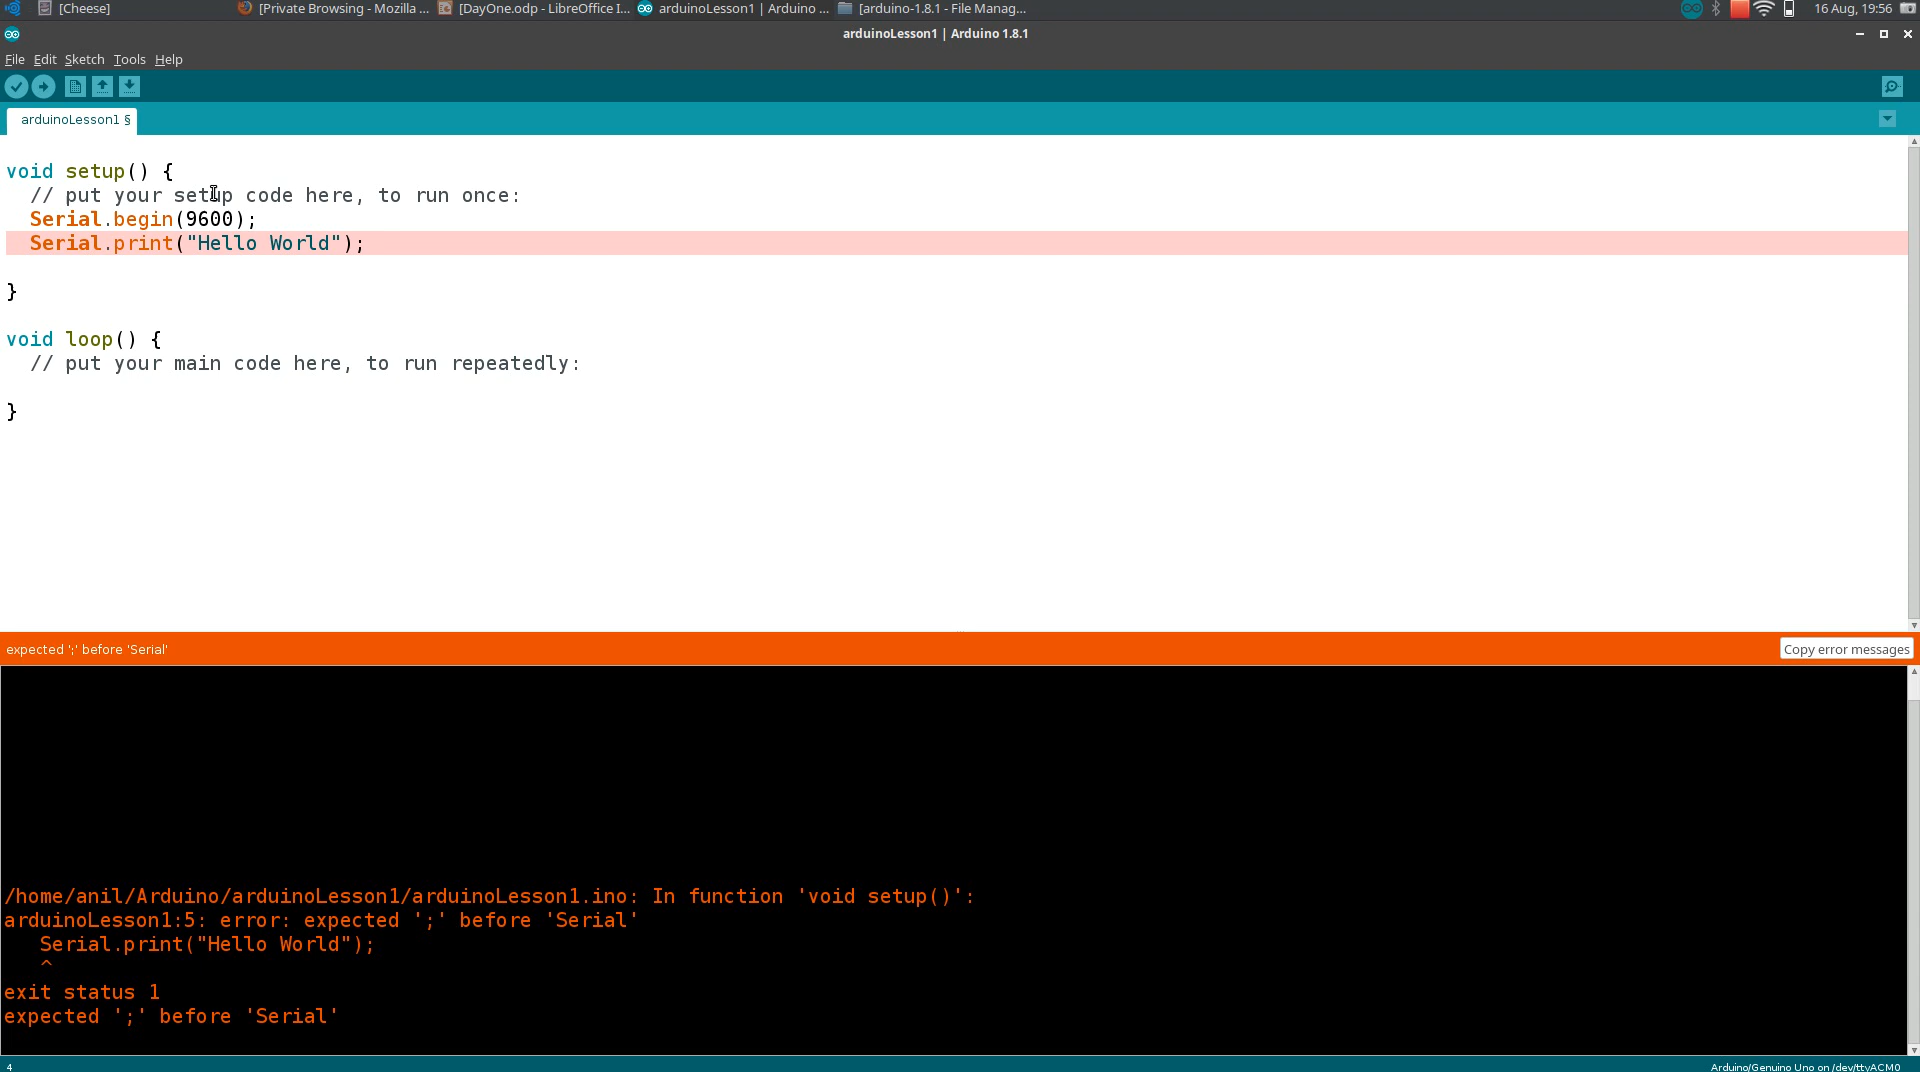 [Cheese] [Private Browsing - Mozilla ... [DayOne.odp - LibreOffice I... arduinoLesson1 | Arduino ... [arduino-1.8.1 - File Manag... 16 Aug, 19:56
arduinoLesson1 | Arduino 1.8.1
File Edit Sketch Tools Help
arduinoLesson1 §
void setup() {
  // put your setup code here, to run once:
  Serial.begin(9600);
  Serial.print("Hello World");
}
void loop() {
  // put your main code here, to run repeatedly:
}
expected ';' before 'Serial' Copy error messages
/home/anil/Arduino/arduinoLesson1/arduinoLesson1.ino: In function 'void setup()':
arduinoLesson1:5: error: expected ';' before 'Serial'
   Serial.print("Hello World");
   ^
exit status 1
expected ';' before 'Serial'
4 Arduino/Genuino Uno on /dev/ttyACM0